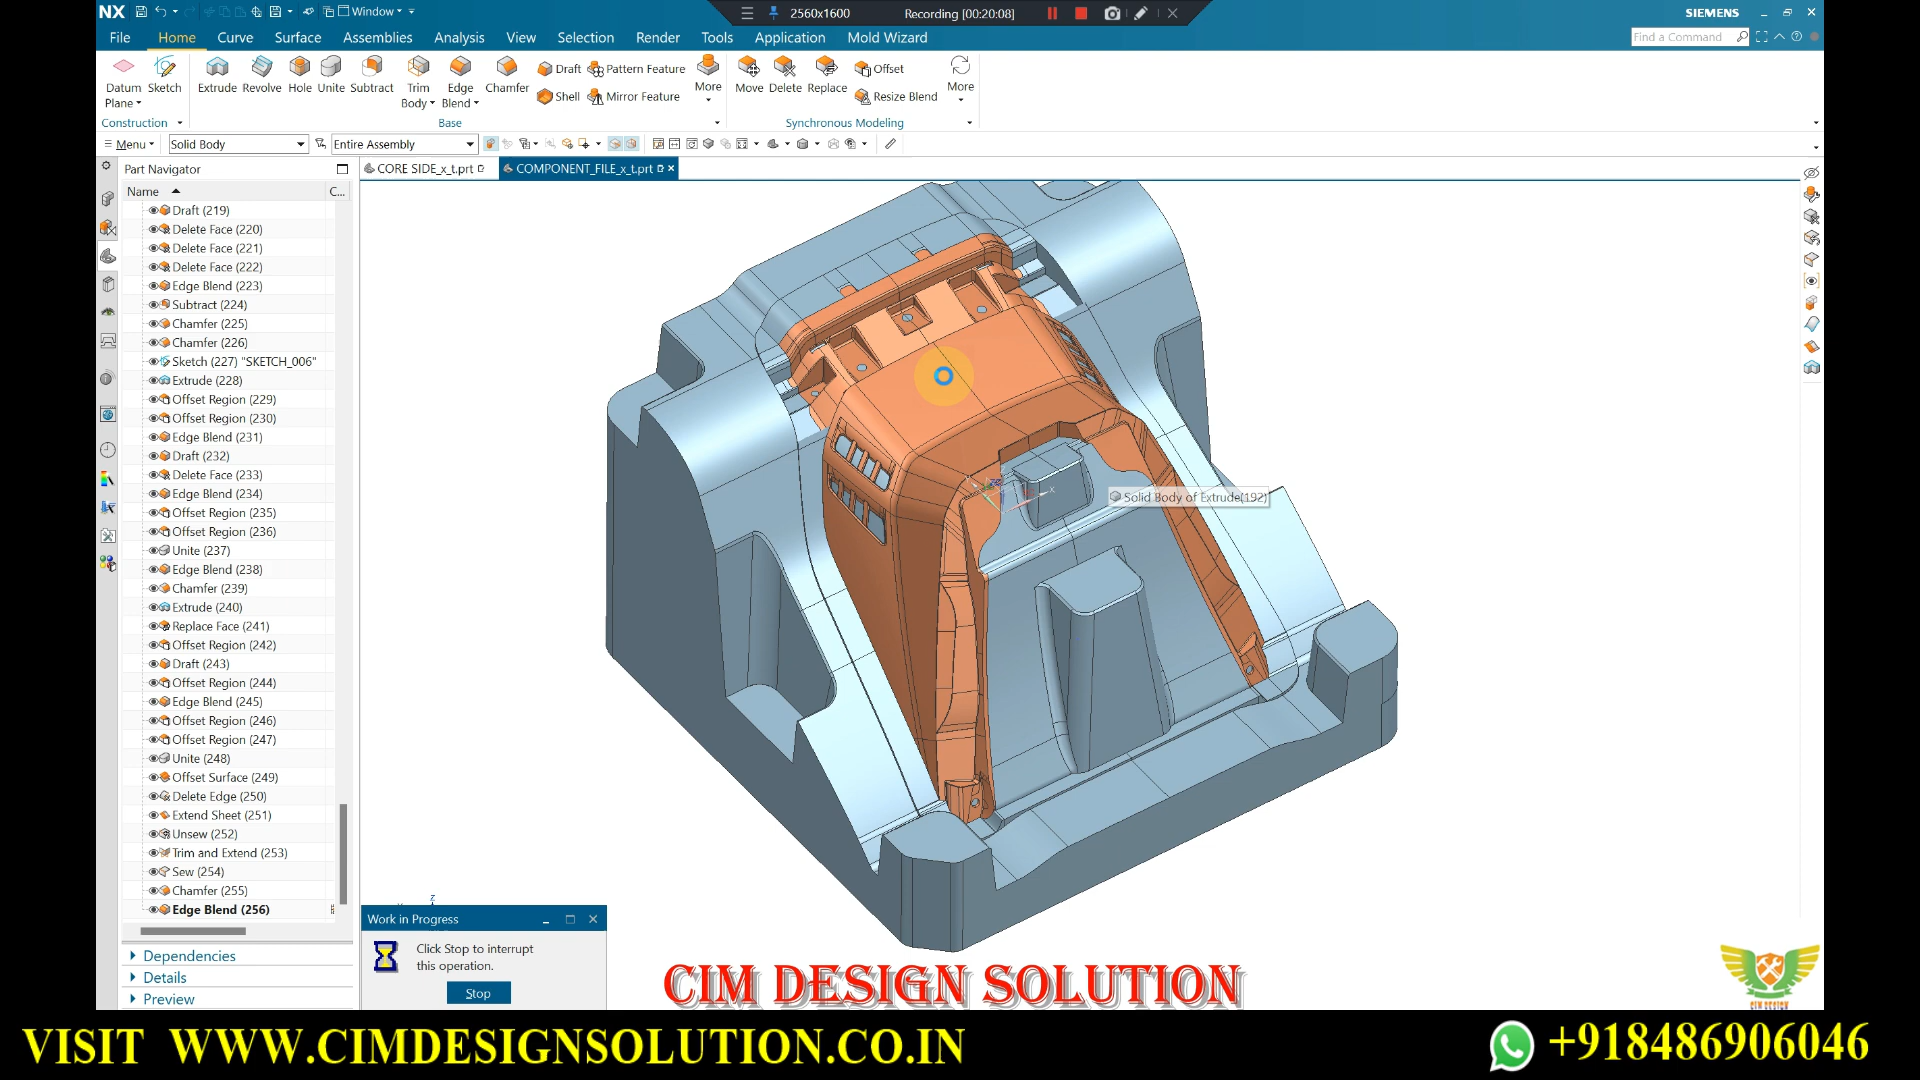 NX Window 2560x1600 Recording [00:20:08] SIEMENS
File Home Curve Surface Assemblies Analysis View Selection Render Tools Application Mold Wizard Find a Command
Datum Plane Sketch Extrude Revolve Hole Unite Subtract Trim Body Edge Blend Chamfer Draft Pattern Feature Shell Mirror Feature More Move Delete Replace Offset Resize Blend More
Construction Base Synchronous Modeling
Menu Solid Body Entire Assembly
Part Navigator CORE SIDE_x_t.prt COMPONENT_FILE_x_t.prt
Name C...
Draft (219)
Delete Face (220)
Delete Face (221)
Delete Face (222)
Edge Blend (223)
Subtract (224)
Chamfer (225)
Chamfer (226)
Sketch (227) "SKETCH_006"
Extrude (228)
Offset Region (229)
Offset Region (230)
Edge Blend (231)
Draft (232)
Delete Face (233)
Edge Blend (234)
Offset Region (235)
Offset Region (236)
Unite (237)
Edge Blend (238)
Chamfer (239)
Extrude (240)
Replace Face (241)
Offset Region (242)
Draft (243)
Offset Region (244)
Edge Blend (245)
Offset Region (246)
Offset Region (247)
Unite (248)
Offset Surface (249)
Delete Edge (250)
Extend Sheet (251)
Unsew (252)
Trim and Extend (253)
Sew (254)
Chamfer (255)
Edge Blend (256)
Dependencies
Details
Preview
Solid Body of Extrude(192)
X
Z
Work in Progress
Click Stop to interrupt
this operation.
Stop
CIM DESIGN SOLUTION
CIM DESIGN
VISIT WWW.CIMDESIGNSOLUTION.CO.IN
+918486906046